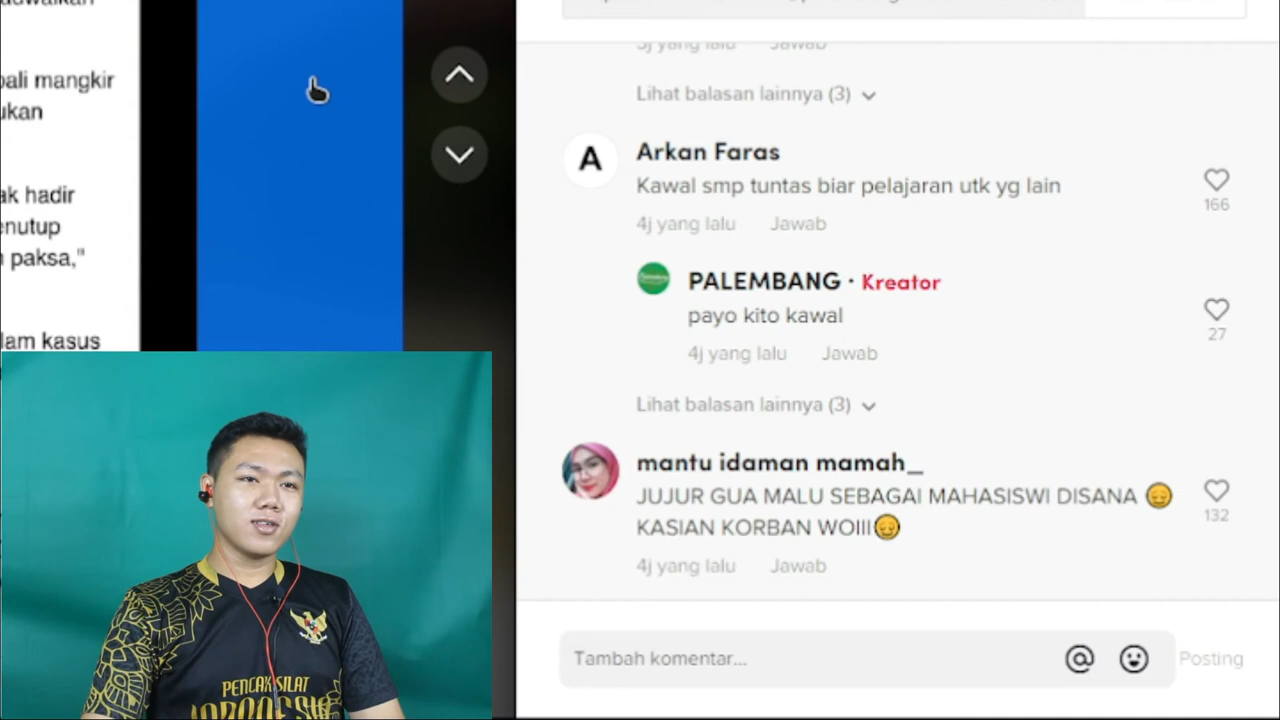 bali mangkir
ukan
ak hadir
enutup
n paksa,"
lam kasus
5j yang lalu Jawab
Lihat balasan lainnya (3)
A
Arkan Faras
Kawal smp tuntas biar pelajaran utk yg lain
166
4j yang lalu Jawab
PALEMBANG · Kreator
payo kito kawal
27
4j yang lalu Jawab
Lihat balasan lainnya (3)
mantu idaman mamah_
JUJUR GUA MALU SEBAGAI MAHASISWI DISANA 😔
KASIAN KORBAN WOIII😔
132
4j yang lalu Jawab
Tambah komentar...
@
Posting
PENCAK SILAT
INDONESIA